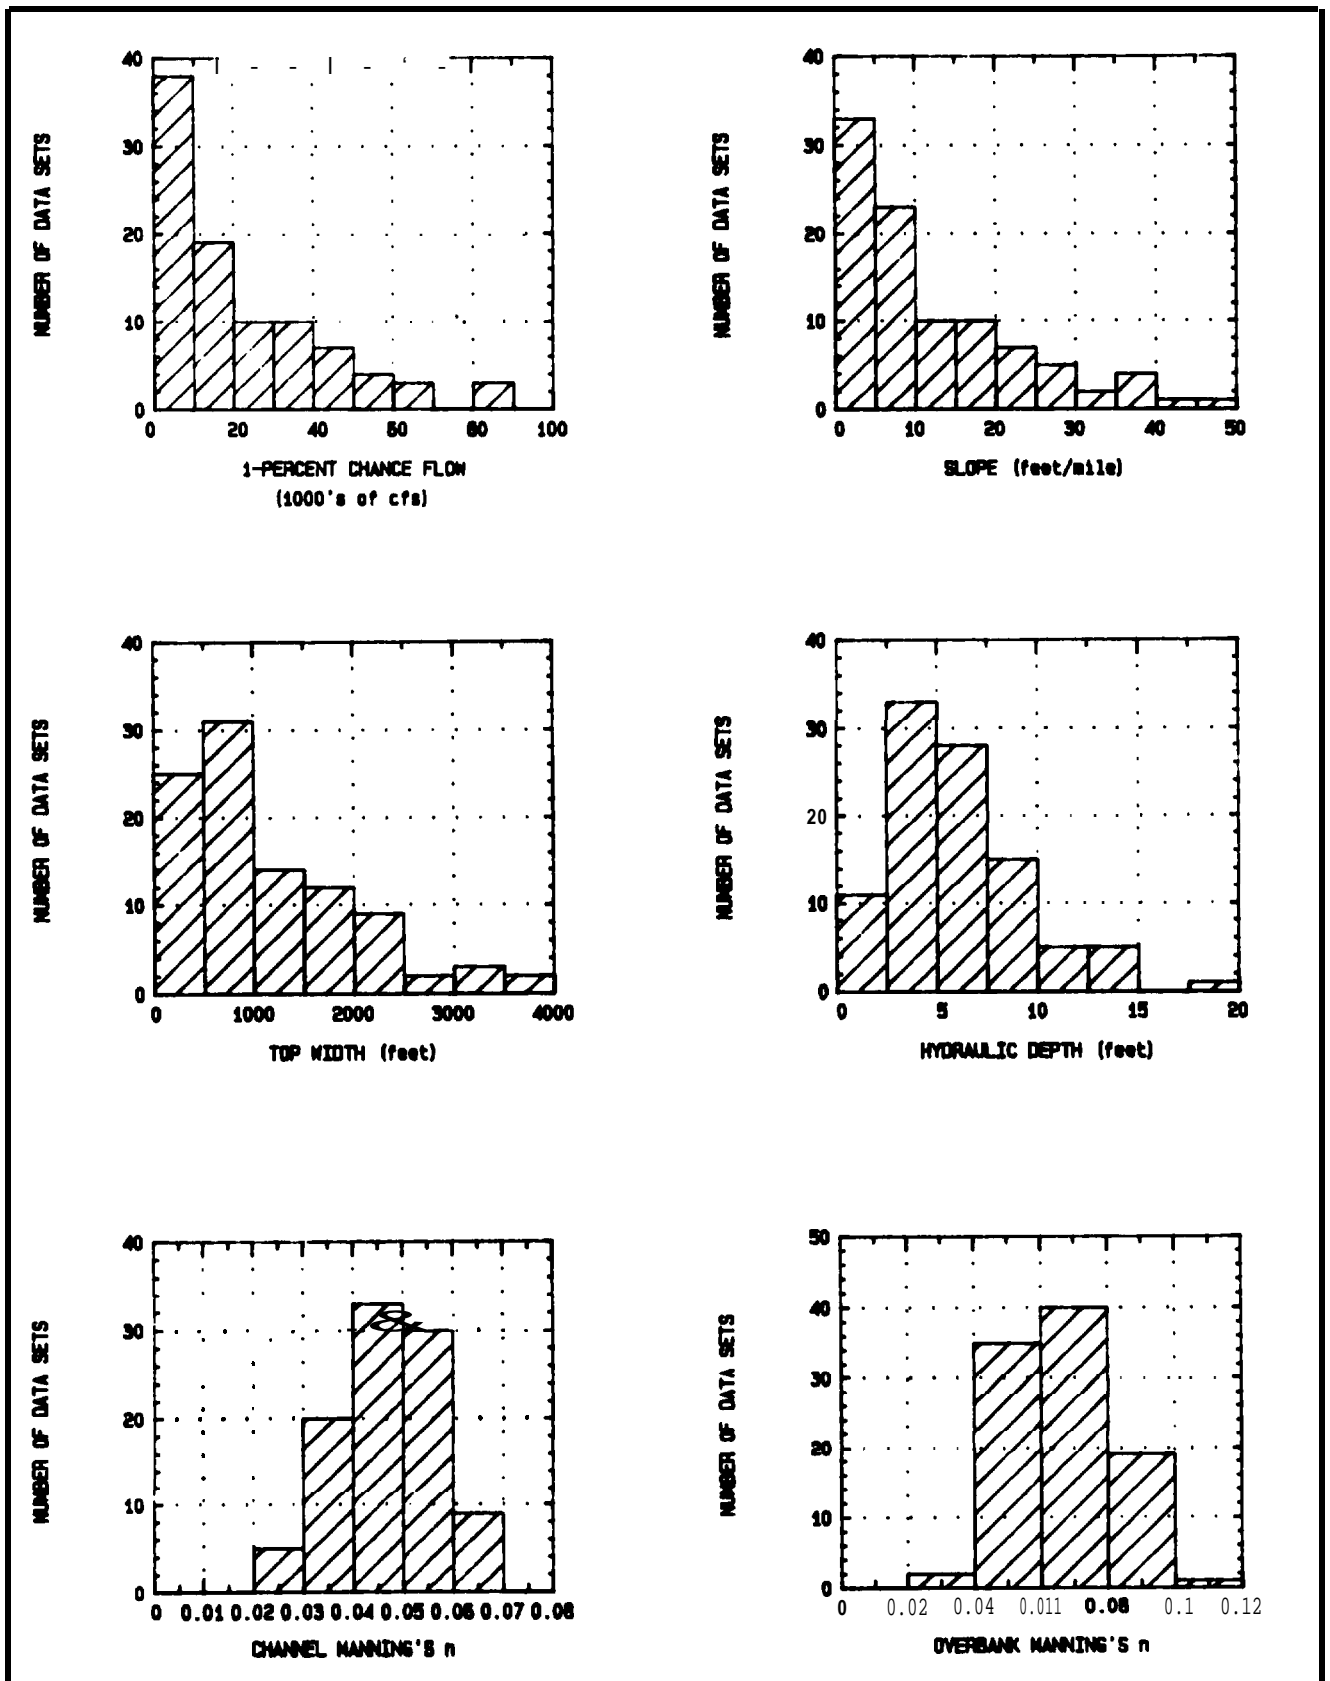 40
30
20
10
0
NUMBER OF DATA SETS
0 20 40 60 80 100
1-PERCENT CHANCE FLOW
(1000's of cfs)
40
30
20
10
0
NUMBER OF DATA SETS
0 10 20 30 40 50
SLOPE (feet/mile)
40
30
20
10
0
NUMBER OF DATA SETS
0 1000 2000 3000 4000
TOP WIDTH (feet)
40
30
20
10
0
NUMBER OF DATA SETS
0 5 10 15 20
HYDRAULIC DEPTH (feet)
40
30
20
10
0
NUMBER OF DATA SETS
0 0.01 0.02 0.03 0.04 0.05 0.06 0.07 0.08
CHANNEL MANNING'S n
50
40
30
20
10
0
NUMBER OF DATA SETS
0 0.02 0.04 0.011 0.08 0.1 0.12
OVERBANK MANNING'S n